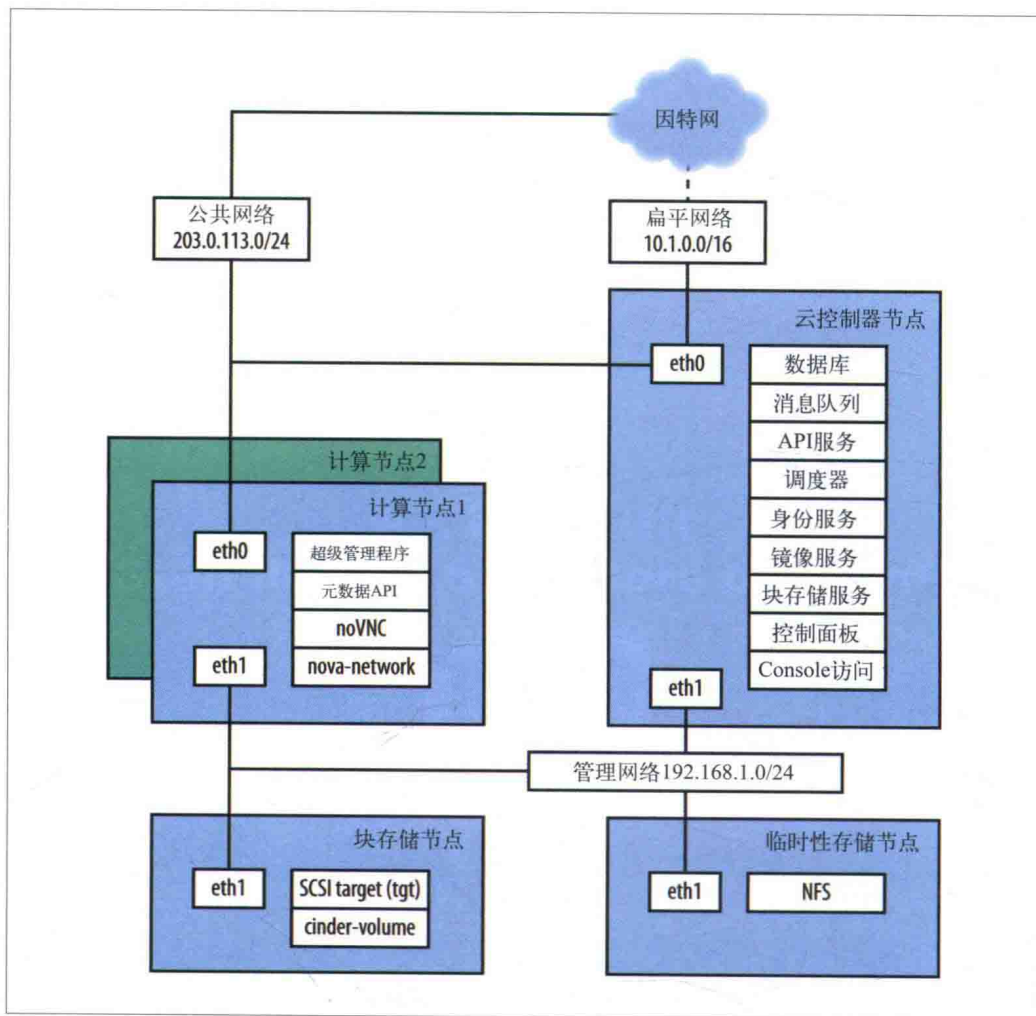 因特网
公共网络
203.0.113.0/24
扁平网络
10.1.0.0/16
云控制器节点
eth0
数据库
消息队列
API服务
调度器
身份服务
镜像服务
块存储服务
控制面板
Console访问
eth1
计算节点2
计算节点1
eth0
超级管理程序
元数据API
noVNC
nova-network
eth1
管理网络192.168.1.0/24
块存储节点
eth1
SCSI target (tgt)
cinder-volume
临时性存储节点
eth1
NFS